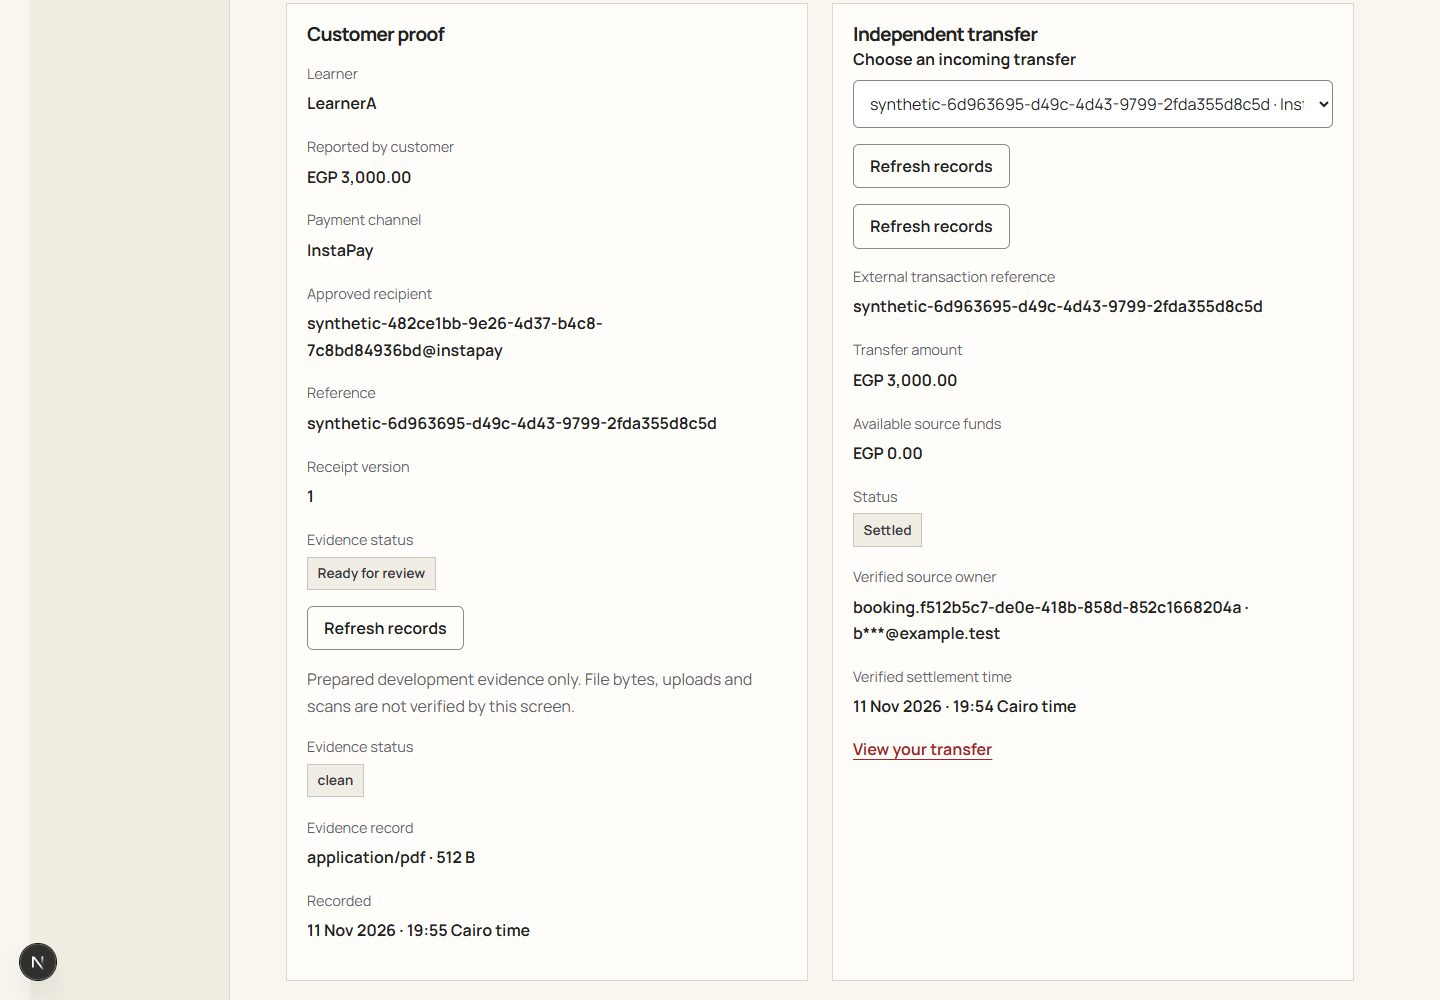 Customer proof
Learner
LearnerA
Reported by customer
EGP 3,000.00
Payment channel
InstaPay
Approved recipient
synthetic-482ce1bb-9e26-4d37-b4c8-
7c8bd84936bd@instapay
Reference
synthetic-6d963695-d49c-4d43-9799-2fda355d8c5d
Receipt version
1
Evidence status
Ready for review
Refresh records
Prepared development evidence only. File bytes, uploads and
scans are not verified by this screen.
Evidence status
clean
Evidence record
application/pdf · 512 B
Recorded
11 Nov 2026 · 19:55 Cairo time
Independent transfer
Choose an incoming transfer
synthetic-6d963695-d49c-4d43-9799-2fda355d8c5d · Inst
Refresh records
Refresh records
External transaction reference
synthetic-6d963695-d49c-4d43-9799-2fda355d8c5d
Transfer amount
EGP 3,000.00
Available source funds
EGP 0.00
Status
Settled
Verified source owner
booking.f512b5c7-de0e-418b-858d-852c1668204a ·
b***@example.test
Verified settlement time
11 Nov 2026 · 19:54 Cairo time
View your transfer
N